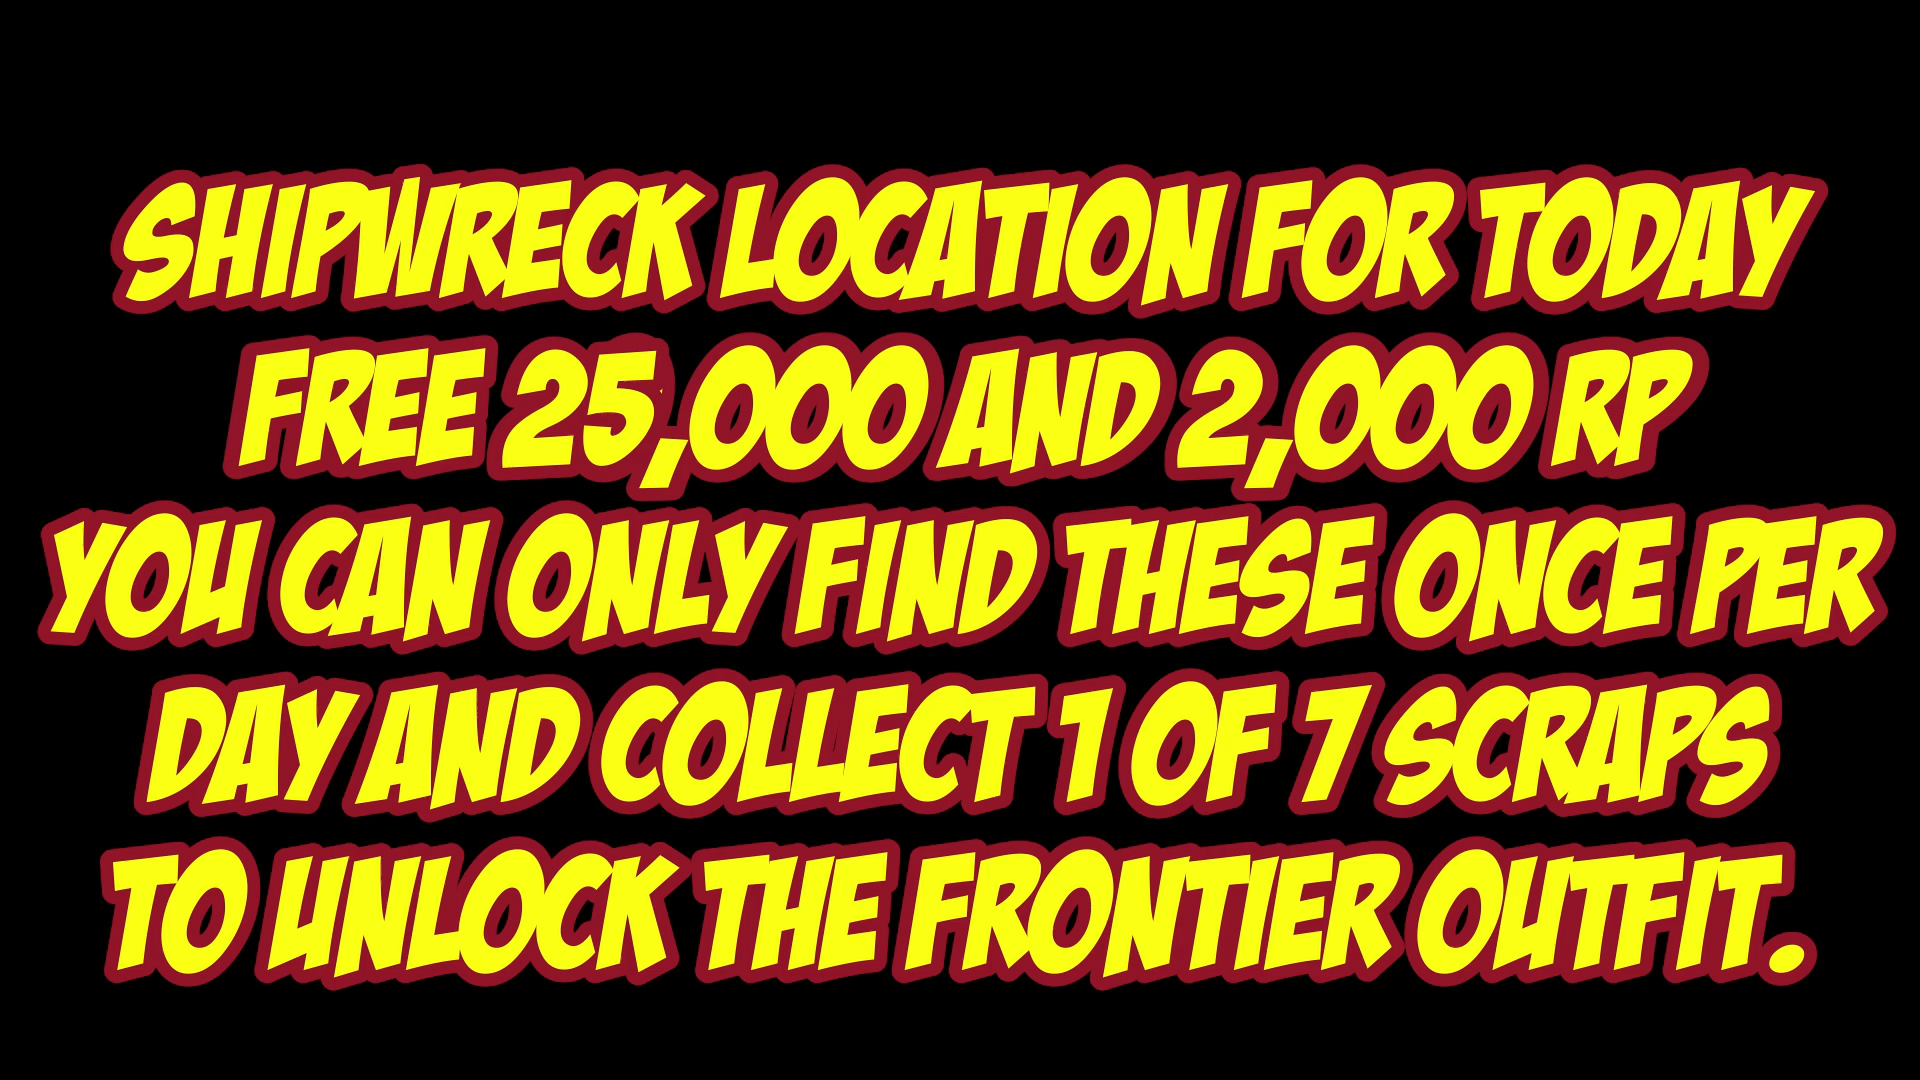 SHIPWRECK LOCATION FOR TODAY
FREE 25,000 AND 2,000 RP
YOU CAN ONLY FIND THESE ONCE PER
DAY AND COLLECT 1 OF 7 SCRAPS
TO UNLOCK THE FRONTIER OUTFIT.